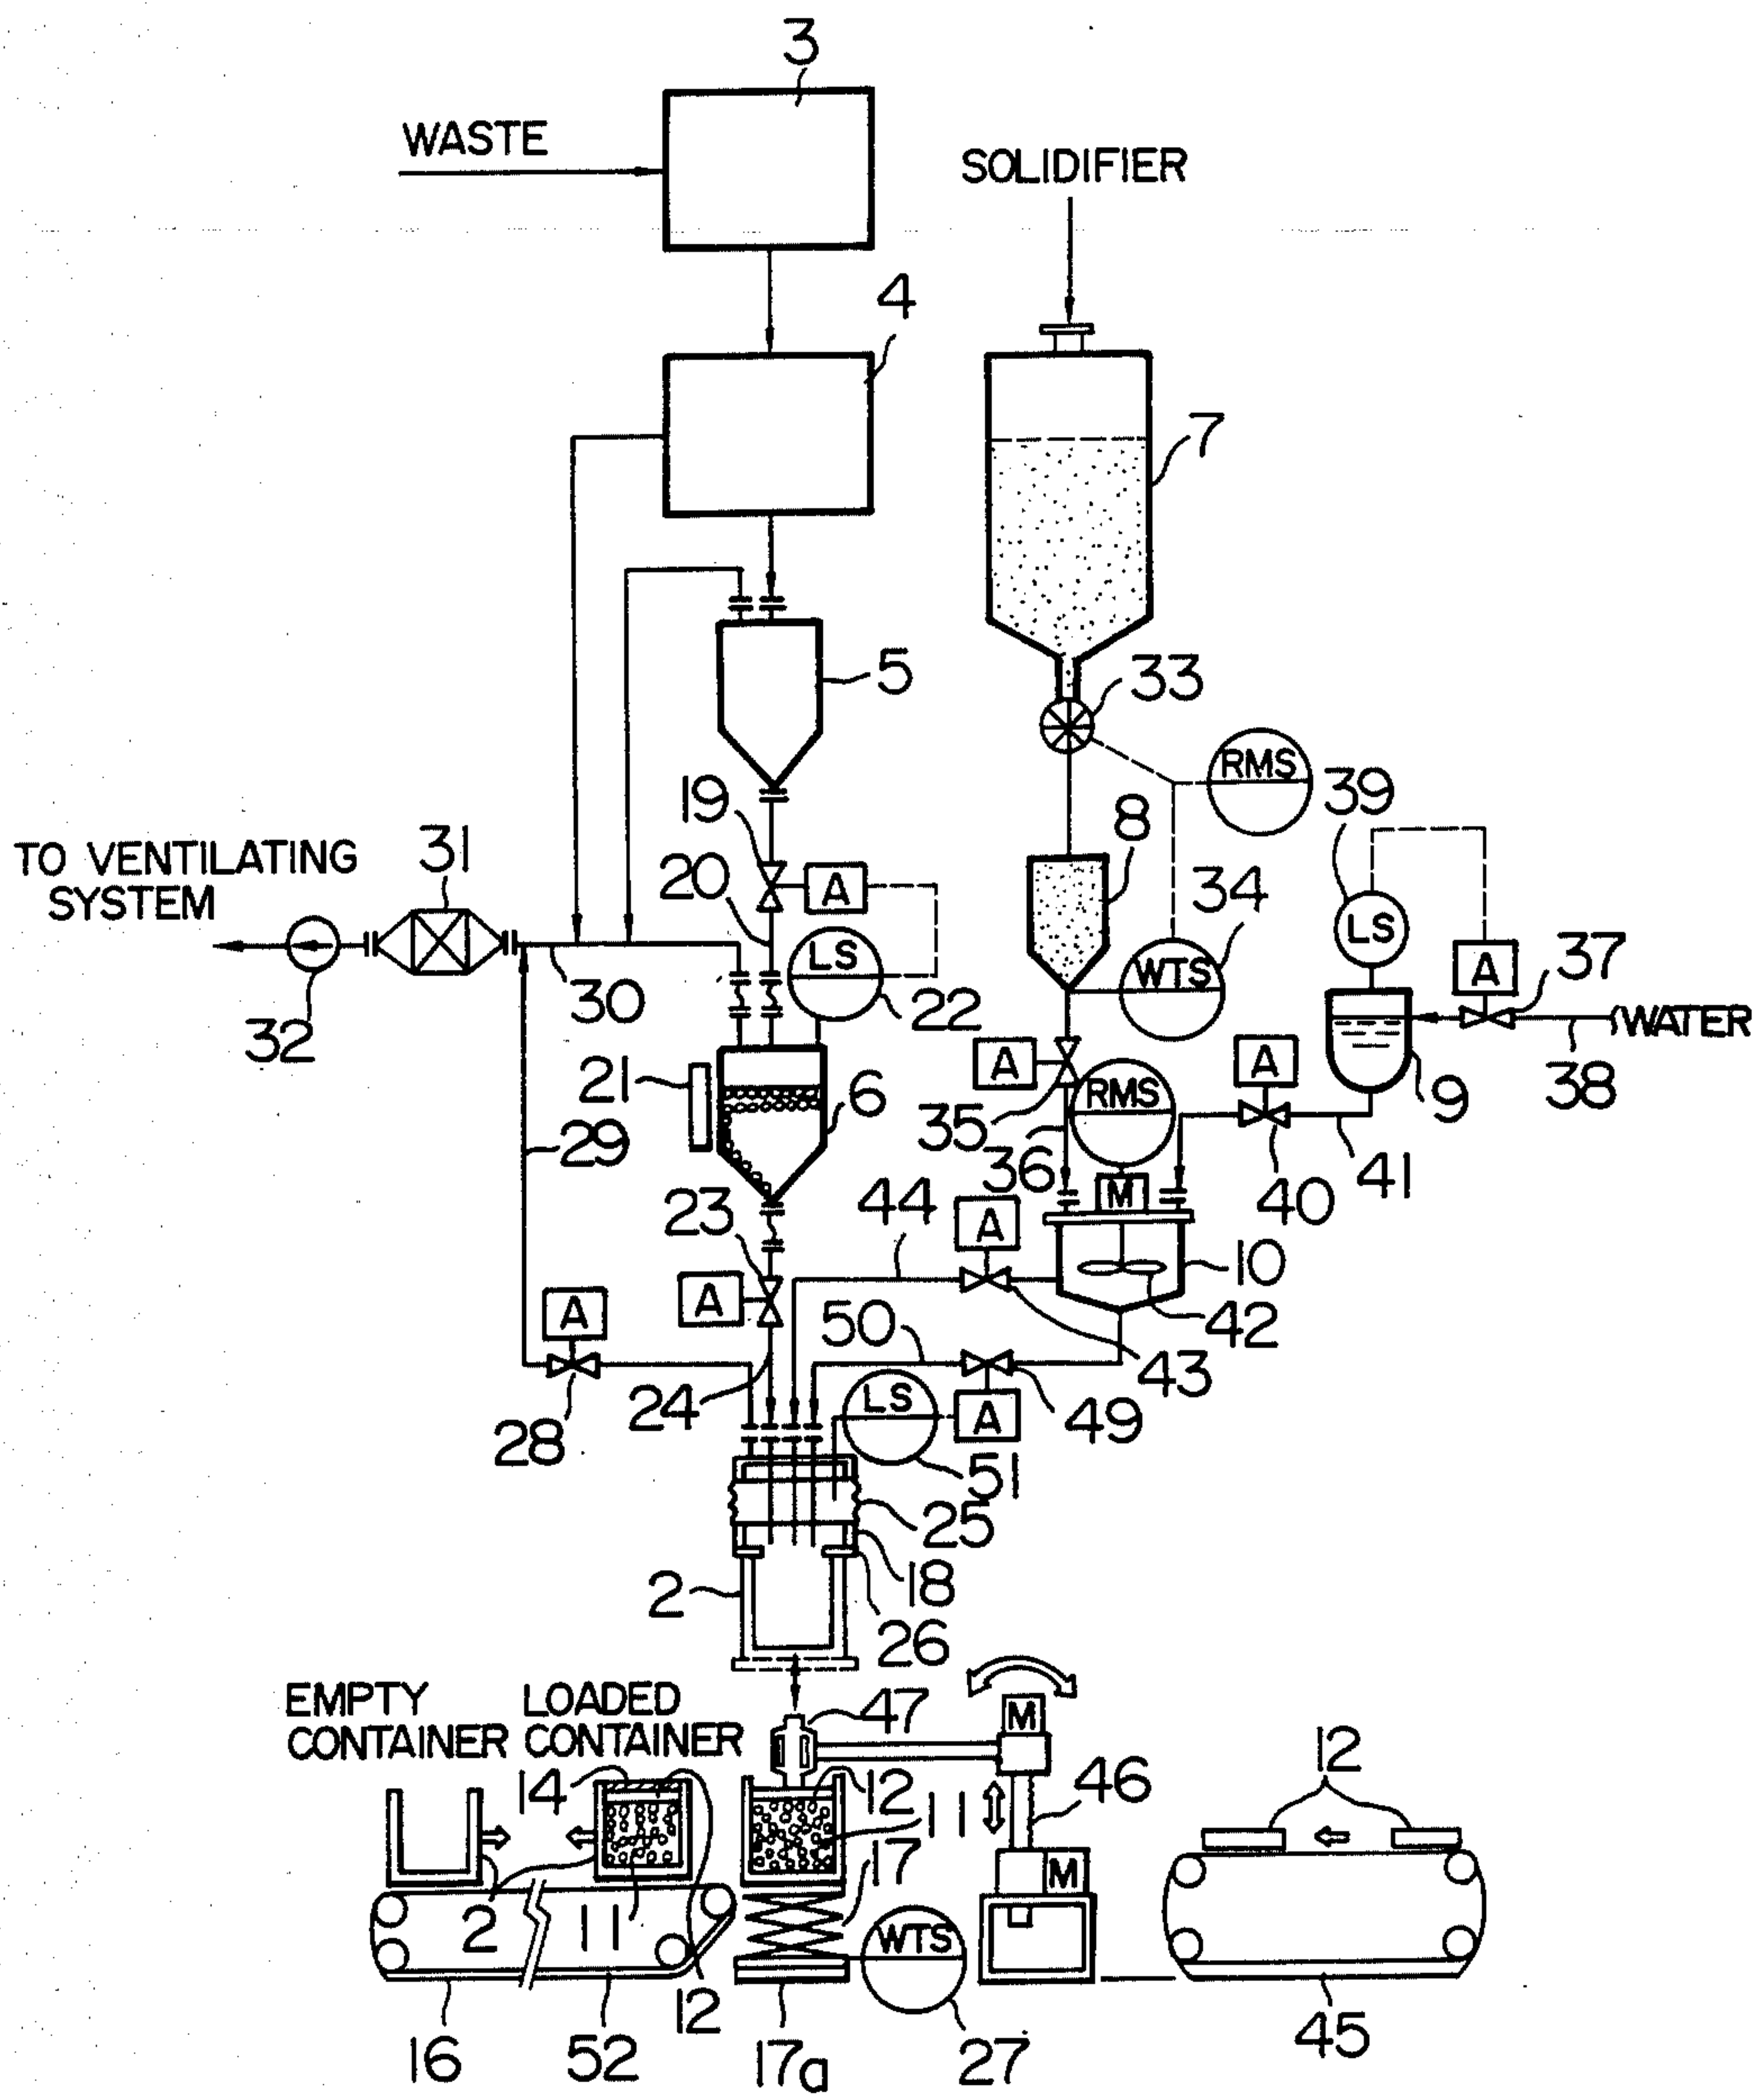 3
WASTE
SOLIDIFIER
4
7
5
33
RMS
39
19
8
TO VENTILATING
SYSTEM
31
20
A
34
LS
LS
WTS
A
37
30
22
32
WATER
38
21
6
A
RMS
A
9
35
29
36
41
40
44
M
23
A
10
A
A
42
50
43
24
28
LS
A
49
51
25
2
18
26
EMPTY
CONTAINER
LOADED
CONTAINER
47
M
12
14
12
11
46
17
M
2
11
WTS
12
16
52
17a
27
45